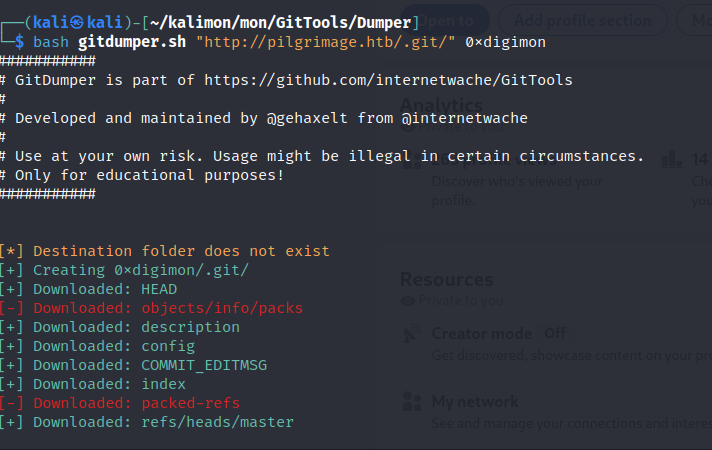 ┌──(kali㉿kali)-[~/kalimon/mon/GitTools/Dumper]
└─$ bash gitdumper.sh "http://pilgrimage.htb/.git/" 0×digimon
###########
# GitDumper is part of https://github.com/internetwache/GitTools
#
# Developed and maintained by @gehaxelt from @internetwache
#
# Use at your own risk. Usage might be illegal in certain circumstances.
# Only for educational purposes!
###########
[*] Destination folder does not exist
[+] Creating 0×digimon/.git/
[+] Downloaded: HEAD
[-] Downloaded: objects/info/packs
[+] Downloaded: description
[+] Downloaded: config
[+] Downloaded: COMMIT_EDITMSG
[+] Downloaded: index
[-] Downloaded: packed-refs
[+] Downloaded: refs/heads/master
Open to
Add profile section
Analytics
Private to you
14
Discover who's viewed your
profile.
Resources
Private to you
Creator mode Off
Get discovered, showcase content on your
My network
See and manage your connections and